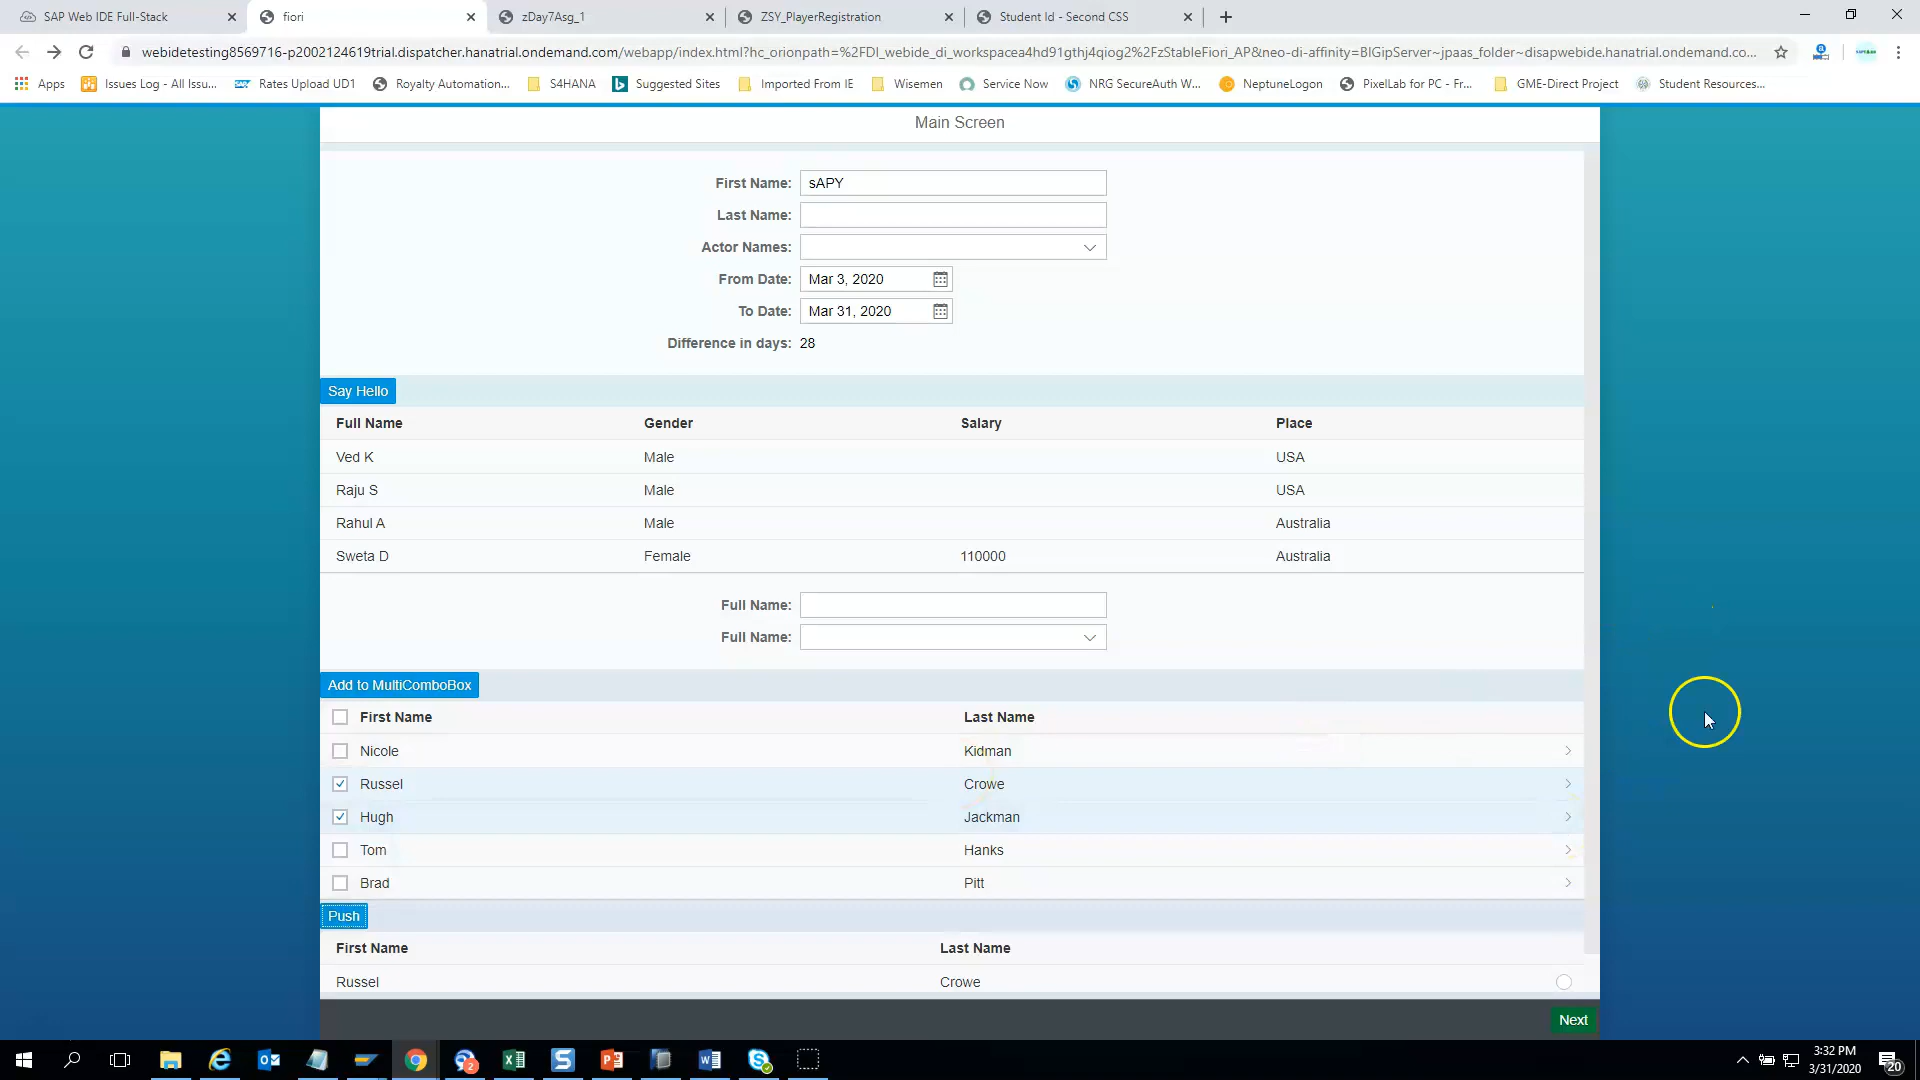 SAP Web IDE Full-Stack
fiori
zDay7Asg_1
ZSY_PlayerRegistration
Student Id - Second CSS
webidetesting8569716-p2002124619trial.dispatcher.hanatrial.ondemand.com/webapp/index.html?hc_orionpath=%2FDI_webide_di_workspacea4hd91gthj4qiog2%2FzStableFiori_AP&neo-di-affinity=BIGipServer~jpaas_folder~disapwebide.hanatrial.ondemand.co...
Apps
Issues Log - All Issu...
Rates Upload UD1
Royalty Automation...
S4HANA
Suggested Sites
Imported From IE
Wisemen
Service Now
NRG SecureAuth W...
NeptuneLogon
PixelLab for PC - Fr...
GME-Direct Project
Student Resources...
Main Screen
First Name: sAPY
Last Name:
Actor Names:
From Date: Mar 3, 2020
To Date: Mar 31, 2020
Difference in days: 28
Say Hello
Full Name Gender Salary Place
Ved K Male USA
Raju S Male USA
Rahul A Male Australia
Sweta D Female 110000 Australia
Full Name:
Full Name:
Add to MultiComboBox
First Name Last Name
Nicole Kidman
Russel Crowe
Hugh Jackman
Tom Hanks
Brad Pitt
Push
First Name Last Name
Russel Crowe
Next
2
3:32 PM
3/31/2020
20